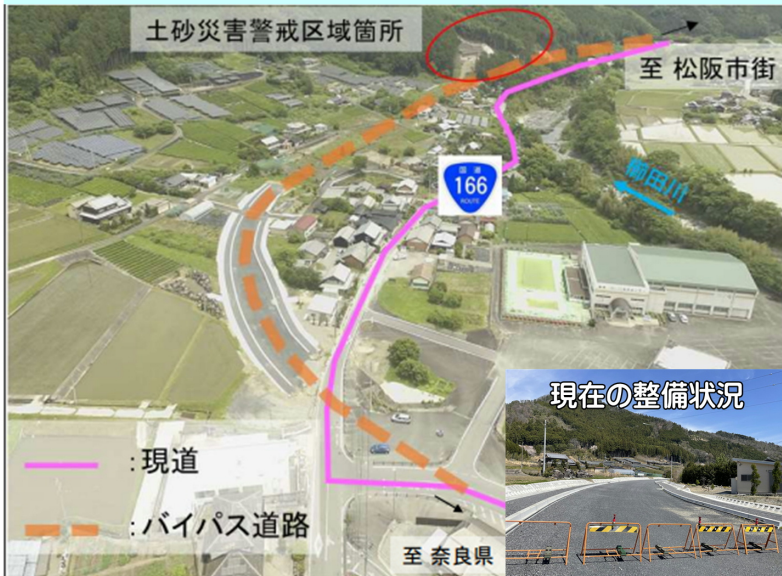 土砂災害警戒区域箇所
至 松阪市街
国道
166
ROUTE
櫛田川
現在の整備状況
:現道
:バイパス道路
至 奈良県